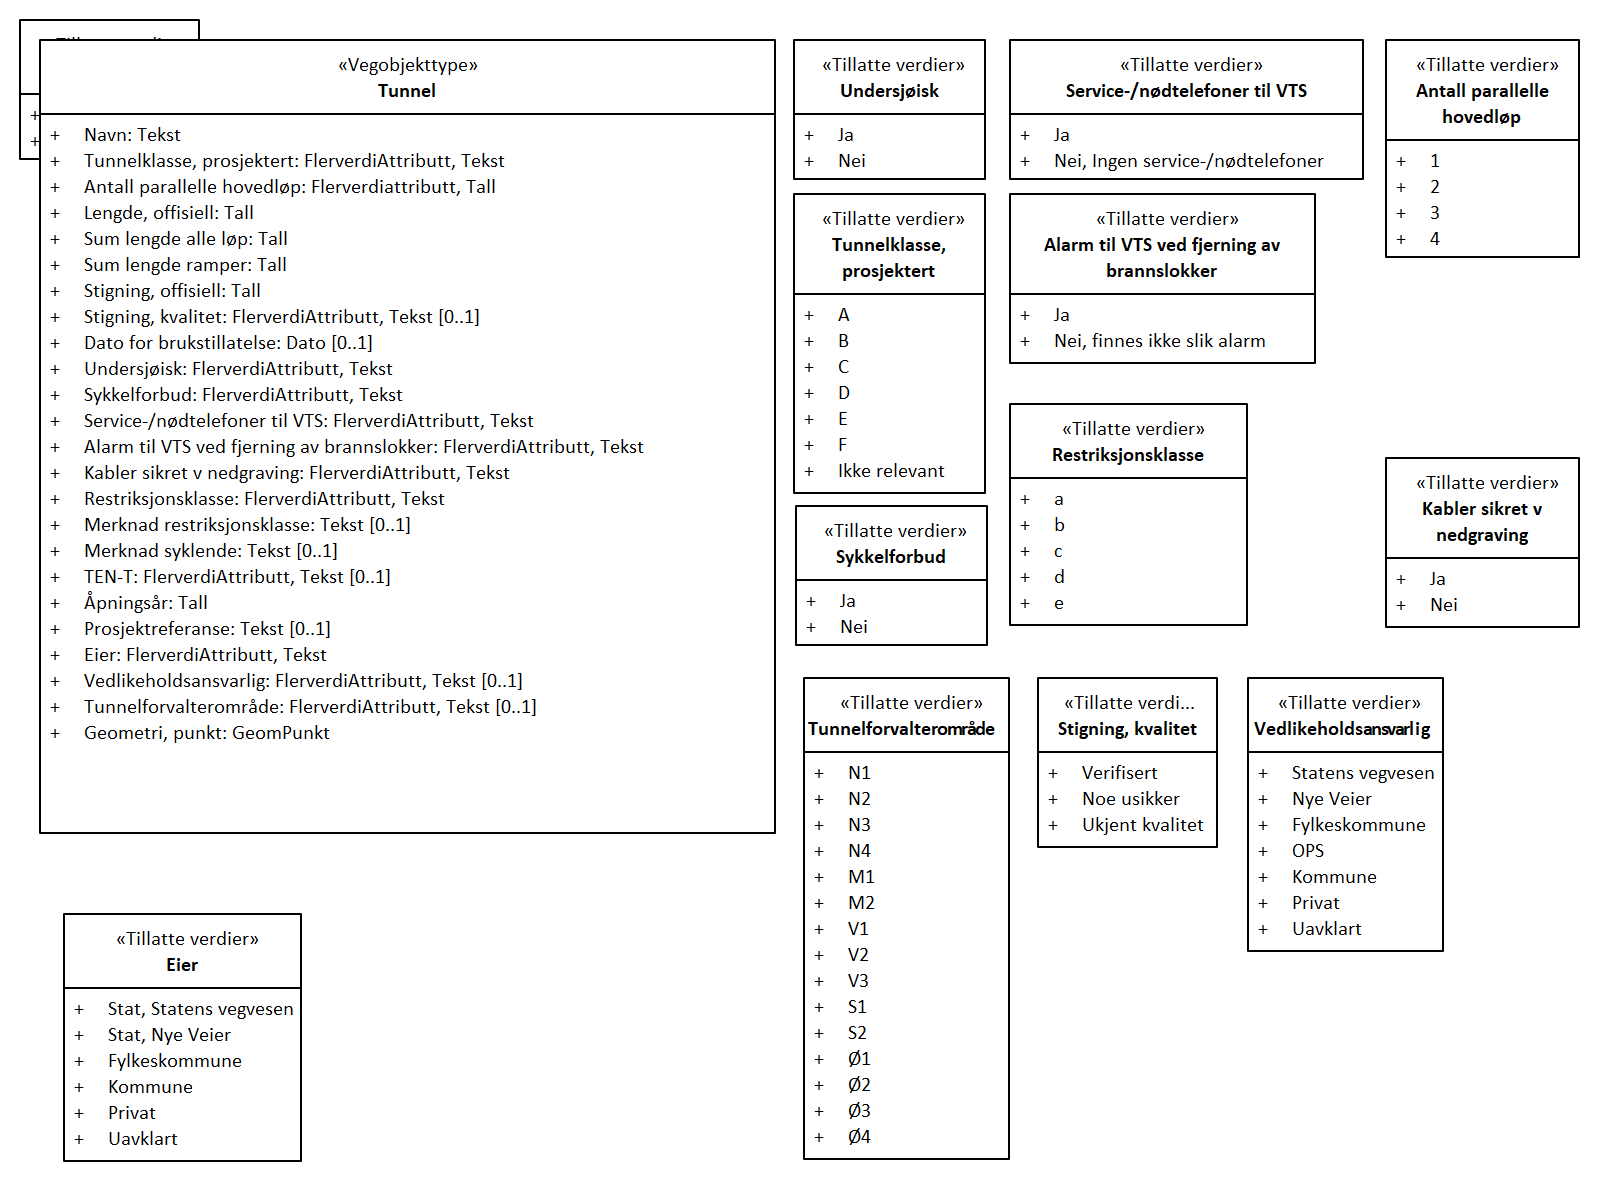 «Vegobjekttype»
Tunnel
+ Navn: Tekst
+ Tunnelklasse, prosjektert: FlerverdiAttributt, Tekst
+ Antall parallelle hovedløp: Flerverdiattributt, Tall
+ Lengde, offisiell: Tall
+ Sum lengde alle løp: Tall
+ Sum lengde ramper: Tall
+ Stigning, offisiell: Tall
+ Stigning, kvalitet: FlerverdiAttributt, Tekst [0..1]
+ Dato for brukstillatelse: Dato [0..1]
+ Undersjøisk: FlerverdiAttributt, Tekst
+ Sykkelforbud: FlerverdiAttributt, Tekst
+ Service-/nødtelefoner til VTS: FlerverdiAttributt, Tekst
+ Alarm til VTS ved fjerning av brannslokker: FlerverdiAttributt, Tekst
+ Kabler sikret v nedgraving: FlerverdiAttributt, Tekst
+ Restriksjonsklasse: FlerverdiAttributt, Tekst
+ Merknad restriksjonsklasse: Tekst [0..1]
+ Merknad syklende: Tekst [0..1]
+ TEN-T: FlerverdiAttributt, Tekst [0..1]
+ Åpningsår: Tall
+ Prosjektreferanse: Tekst [0..1]
+ Eier: FlerverdiAttributt, Tekst
+ Vedlikeholdsansvarlig: FlerverdiAttributt, Tekst [0..1]
+ Tunnelforvalterområde: FlerverdiAttributt, Tekst [0..1]
+ Geometri, punkt: GeomPunkt
«Tillatte verdier»
Undersjøisk
+ Ja
+ Nei
«Tillatte verdier»
Service-/nødtelefoner til VTS
+ Ja
+ Nei, Ingen service-/nødtelefoner
«Tillatte verdier»
Antall parallelle
hovedløp
+ 1
+ 2
+ 3
+ 4
«Tillatte verdier»
Tunnelklasse,
prosjektert
+ A
+ B
+ C
+ D
+ E
+ F
+ Ikke relevant
«Tillatte verdier»
Alarm til VTS ved fjerning av
brannslokker
+ Ja
+ Nei, finnes ikke slik alarm
«Tillatte verdier»
Restriksjonsklasse
+ a
+ b
+ c
+ d
+ e
«Tillatte verdier»
Kabler sikret v
nedgraving
+ Ja
+ Nei
«Tillatte verdier»
Sykkelforbud
+ Ja
+ Nei
«Tillatte verdier»
Tunnelforvalterområde
+ N1
+ N2
+ N3
+ N4
+ M1
+ M2
+ V1
+ V2
+ V3
+ S1
+ S2
+ Ø1
+ Ø2
+ Ø3
+ Ø4
«Tillatte verdi...
Stigning, kvalitet
+ Verifisert
+ Noe usikker
+ Ukjent kvalitet
«Tillatte verdier»
Vedlikeholdsansvarlig
+ Statens vegvesen
+ Nye Veier
+ Fylkeskommune
+ OPS
+ Kommune
+ Privat
+ Uavklart
«Tillatte verdier»
Eier
+ Stat, Statens vegvesen
+ Stat, Nye Veier
+ Fylkeskommune
+ Kommune
+ Privat
+ Uavklart